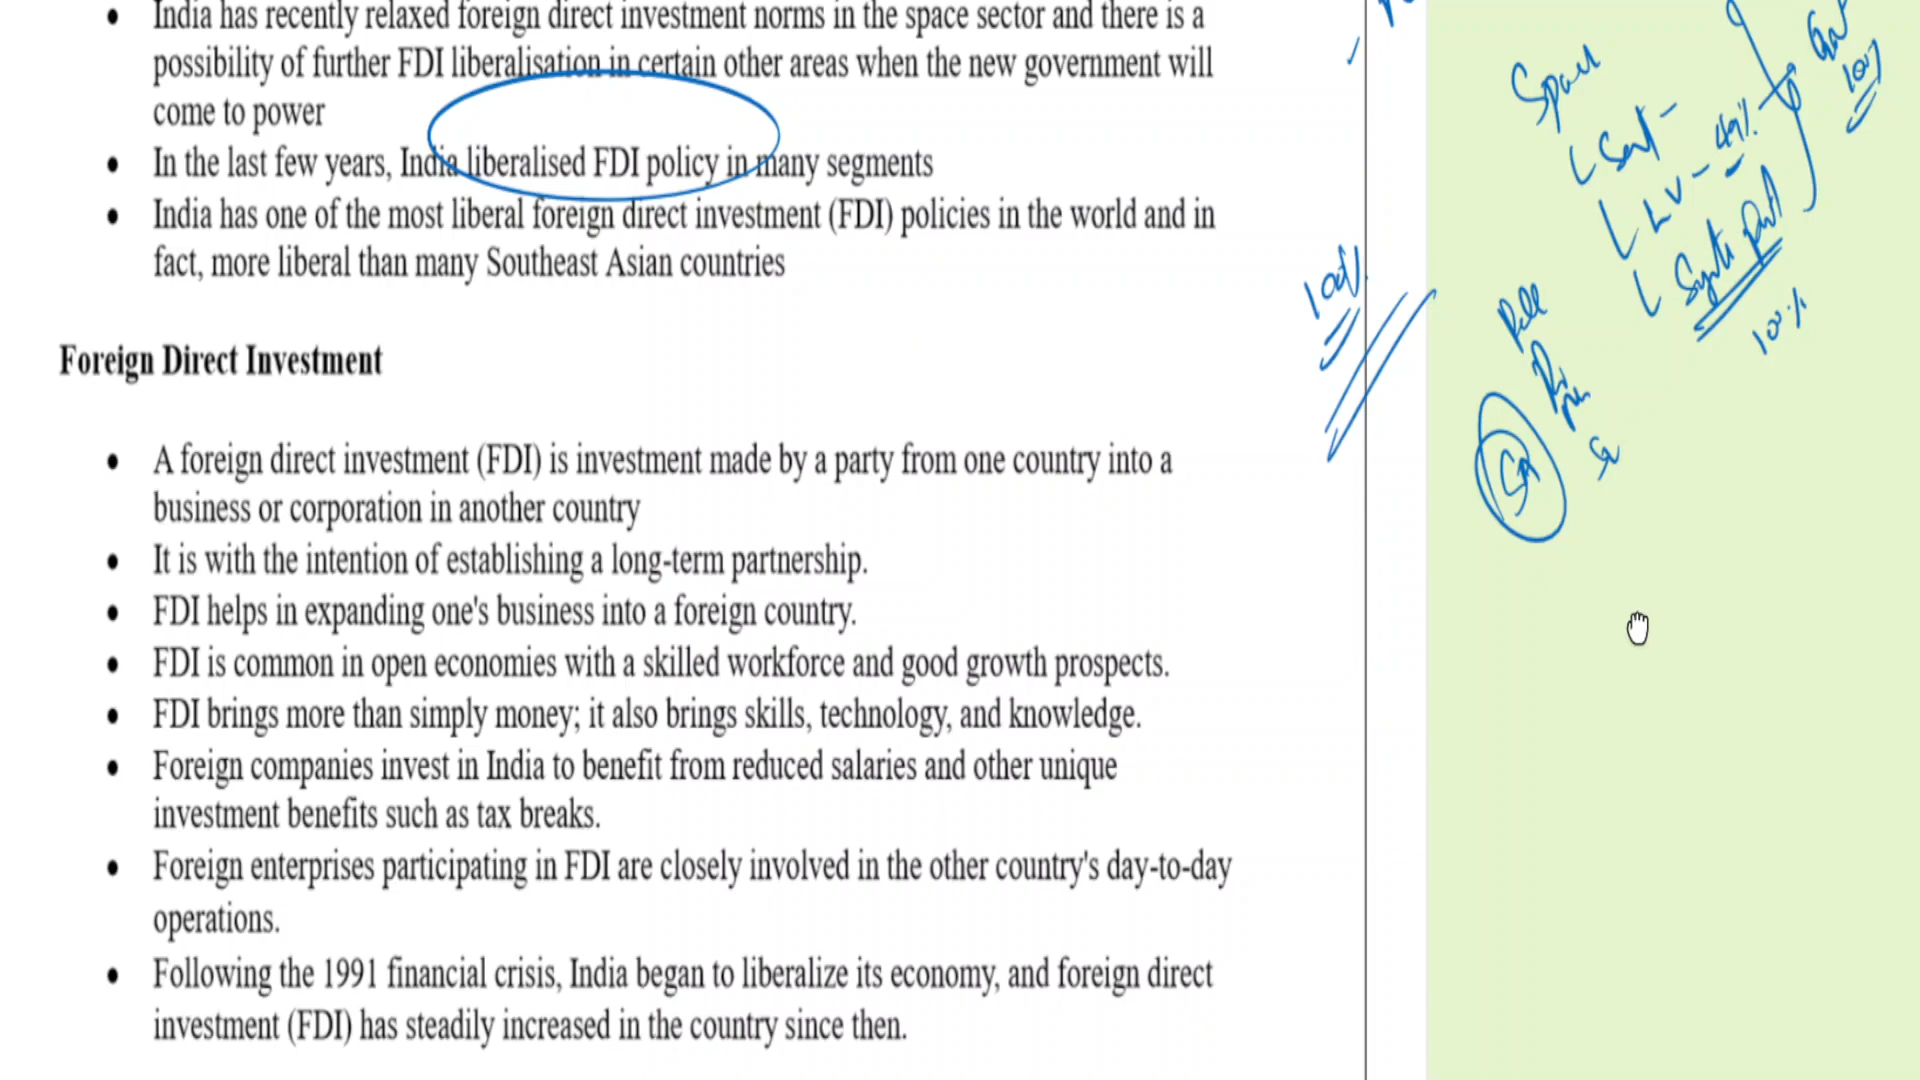 • India has recently relaxed foreign direct investment norms in the space sector and there is a
possibility of further FDI liberalisation in certain other areas when the new government will
come to power
• In the last few years, India liberalised FDI policy in many segments
• India has one of the most liberal foreign direct investment (FDI) policies in the world and in
fact, more liberal than many Southeast Asian countries
Foreign Direct Investment
• A foreign direct investment (FDI) is investment made by a party from one country into a
business or corporation in another country
• It is with the intention of establishing a long-term partnership.
• FDI helps in expanding one's business into a foreign country.
• FDI is common in open economies with a skilled workforce and good growth prospects.
• FDI brings more than simply money; it also brings skills, technology, and knowledge.
• Foreign companies invest in India to benefit from reduced salaries and other unique
investment benefits such as tax breaks.
• Foreign enterprises participating in FDI are closely involved in the other country's day-to-day
operations.
• Following the 1991 financial crisis, India began to liberalize its economy, and foreign direct
investment (FDI) has steadily increased in the country since then.
100%
LV - 49%
100%